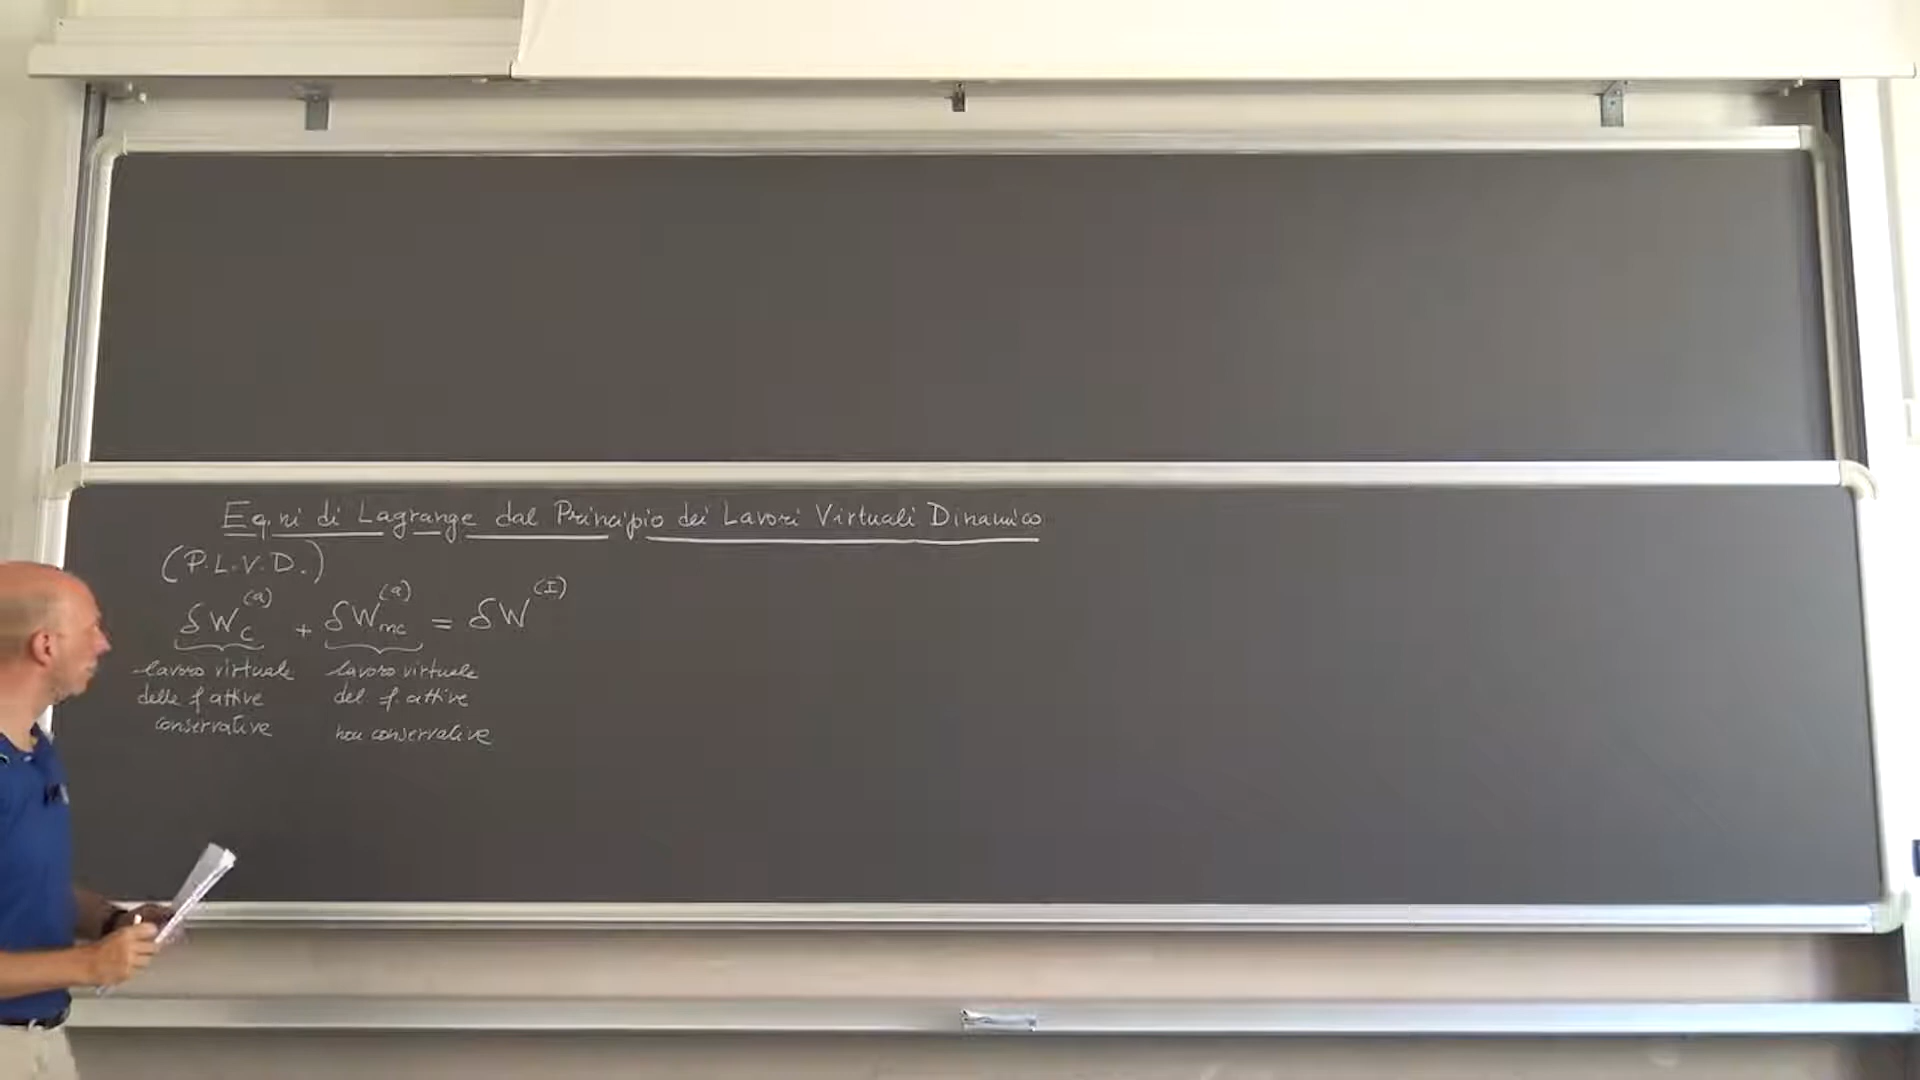 Eq.ni di Lagrange dal Principio dei Lavori Virtuali Dinamico
(P.L.V.D.)
δW_c^(a) + δW_nc^(a) = δW^(I)
lavoro virtuale lavoro virtuale
delle f attive del. f. attive
conservative non conservative